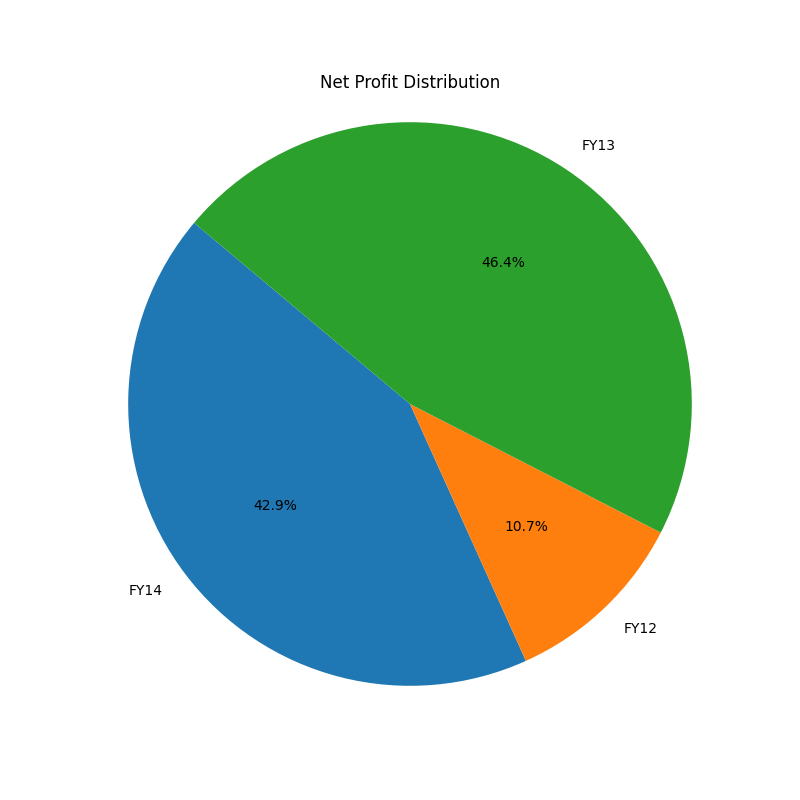 Net Profit Distribution
FY13
46.4%
42.9%
10.7%
FY14
FY12